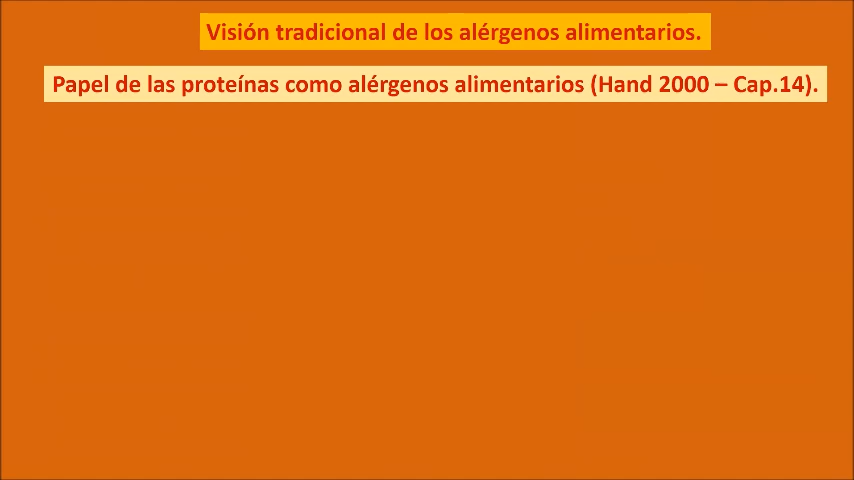 Visión tradicional de los alérgenos alimentarios.
Papel de las proteínas como alérgenos alimentarios (Hand 2000 – Cap.14).